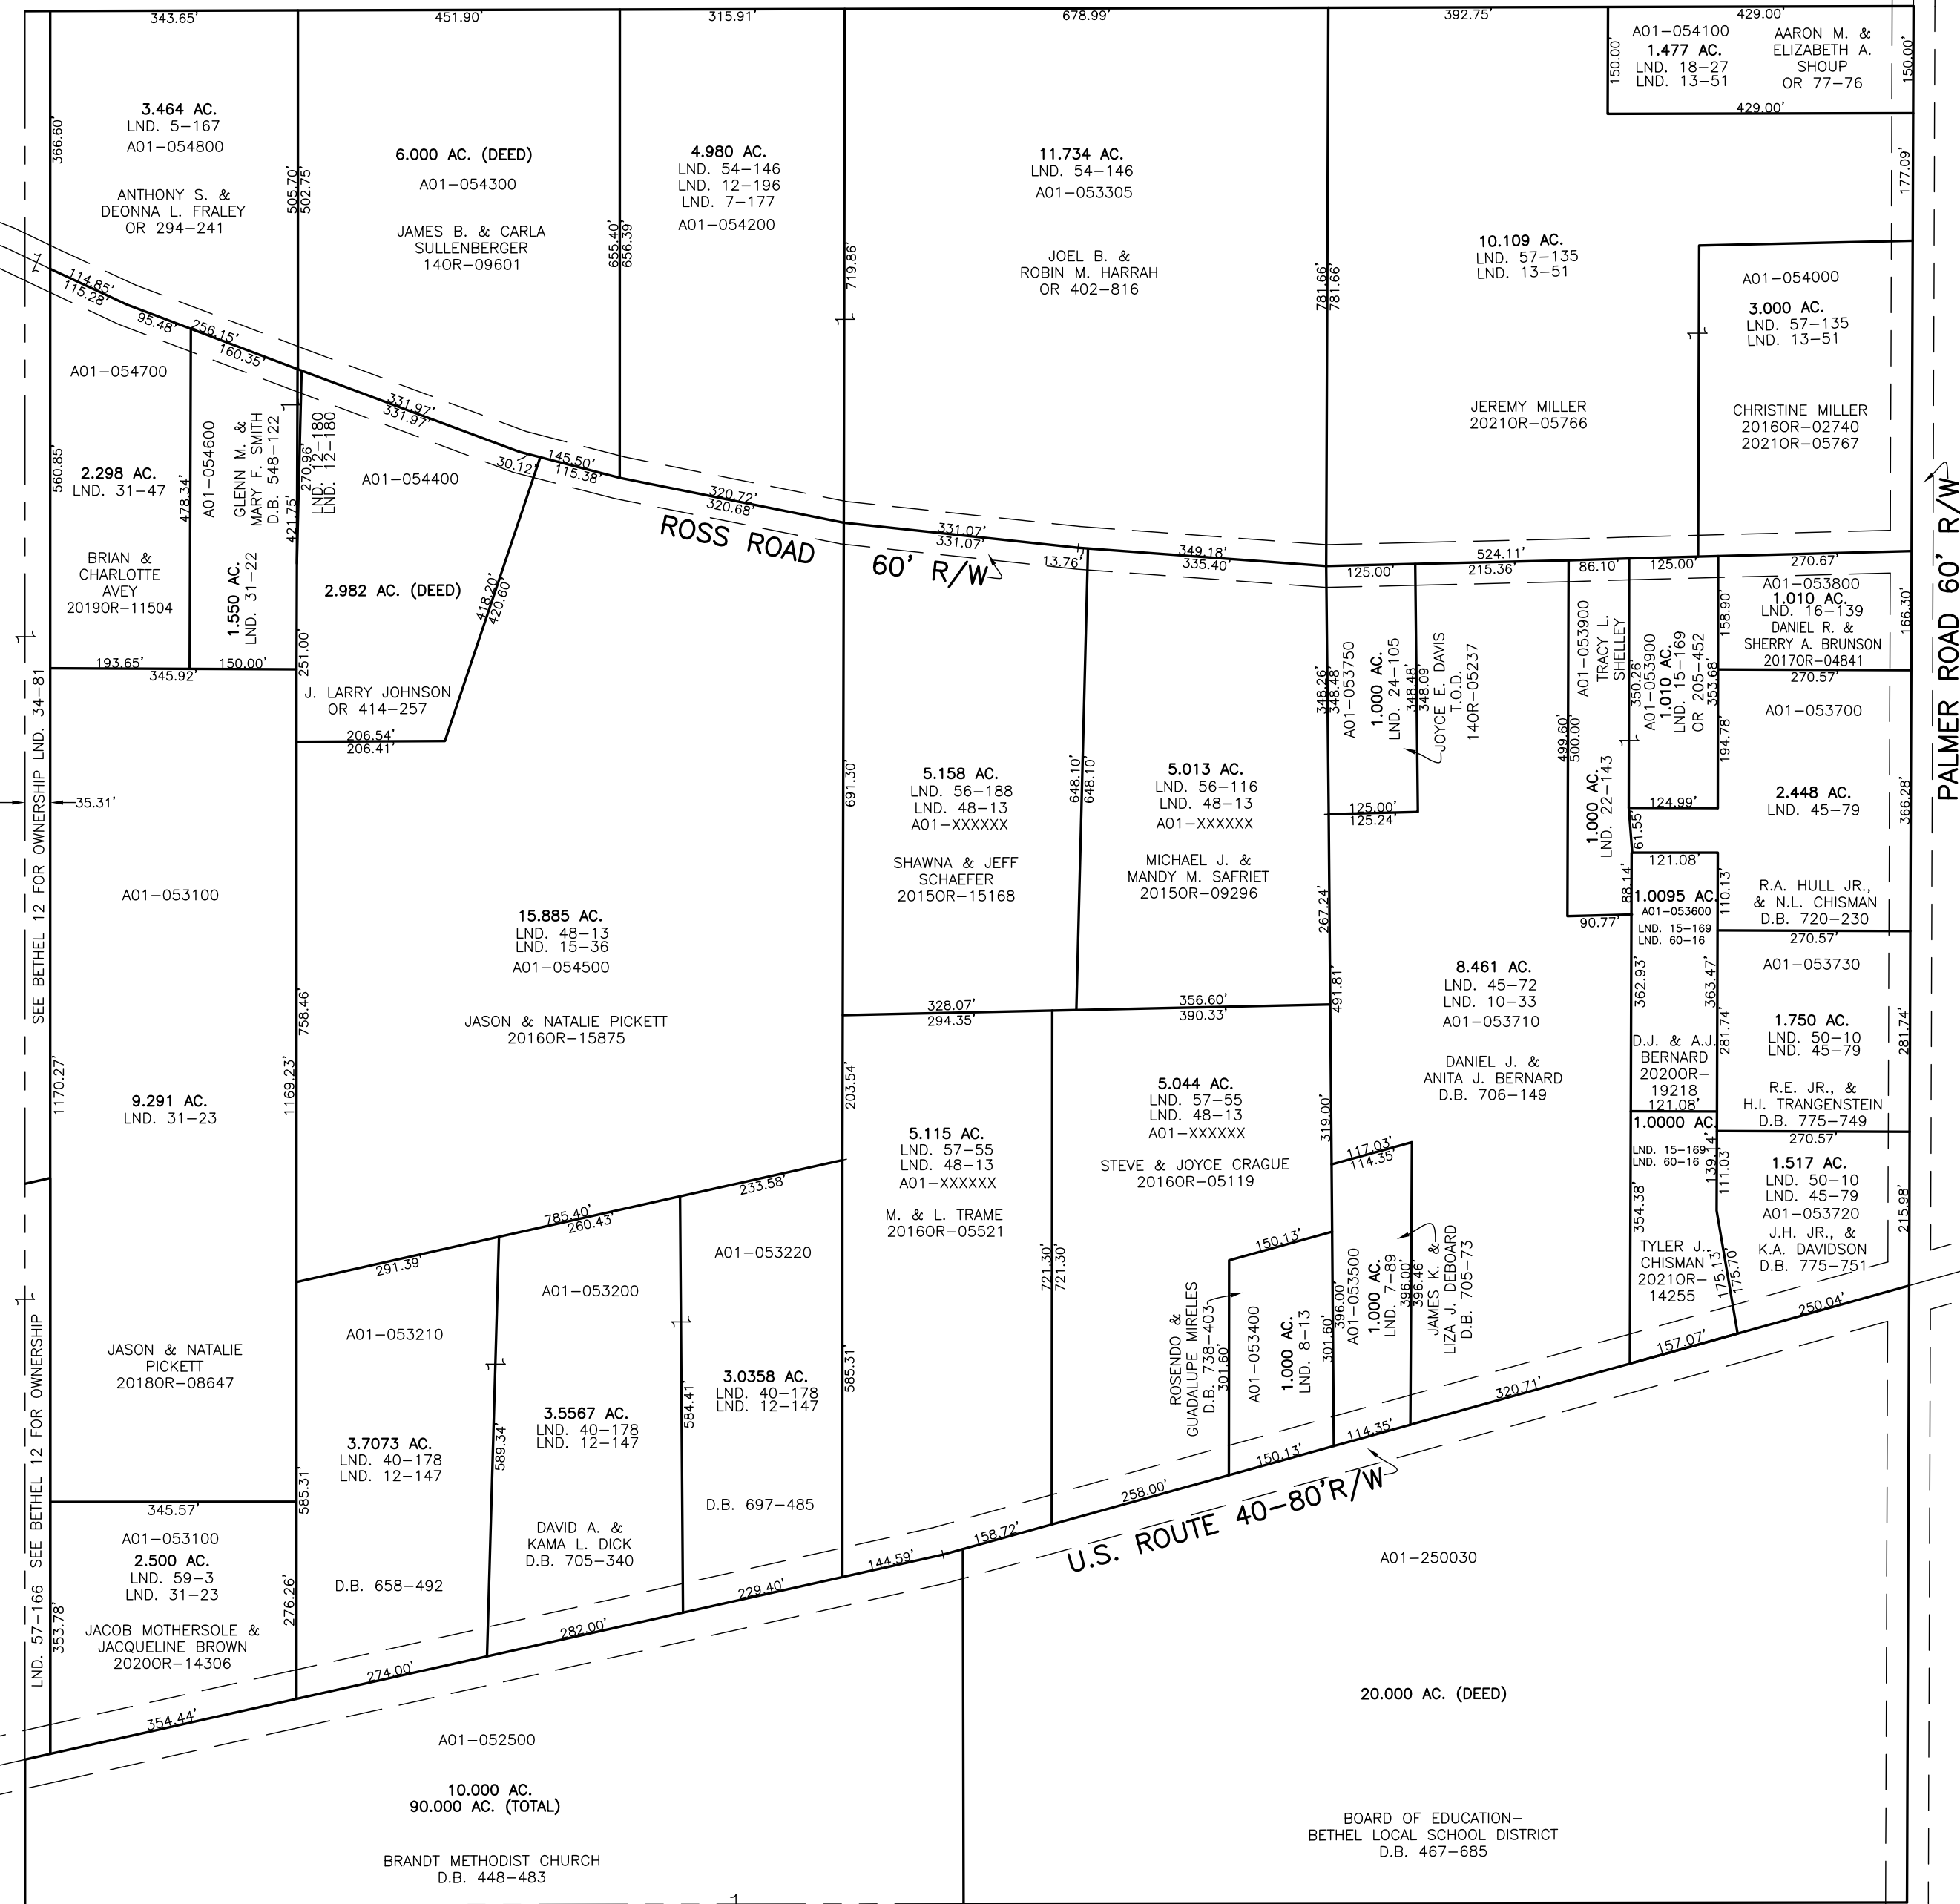 343.65'
451.90'
315.91'
678.99'
392.75'
429.00'
3.464 AC.
LND. 5-167
A01-054800
ANTHONY S. &
DEONNA L. FRALEY
OR 294-241
366.60'
505.70'
502.75'
6.000 AC. (DEED)
A01-054300
JAMES B. & CARLA
SULLENBERGER
14OR-09601
655.40'
656.39'
4.980 AC.
LND. 54-146
LND. 12-196
LND. 7-177
A01-054200
719.86'
11.734 AC.
LND. 54-146
A01-053305
JOEL B. &
ROBIN M. HARRAH
OR 402-816
781.66'
781.66'
10.109 AC.
LND. 57-135
LND. 13-51
JEREMY MILLER
2021OR-05766
150.00'
A01-054100
1.477 AC.
LND. 18-27
LND. 13-51
AARON M. &
ELIZABETH A.
SHOUP
OR 77-76
150.00'
429.00'
177.09'
A01-054000
3.000 AC.
LND. 57-135
LND. 13-51
CHRISTINE MILLER
2016OR-02740
2021OR-05767
114.85'
115.28'
95.48'
256.15'
160.35'
331.97'
331.97'
30.12'
145.50'
115.38'
320.72'
320.68'
331.07'
331.07'
13.76'
349.18'
335.40'
524.11'
125.00'
215.36'
86.10'
125.00'
270.67'
ROSS ROAD 60' R/W
PALMER ROAD 60' R/W
A01-054700
560.85'
2.298 AC.
LND. 31-47
BRIAN &
CHARLOTTE
AVEY
2019OR-11504
478.34'
A01-054600
GLENN M. &
MARY F. SMITH
D.B. 548-122
1.550 AC.
LND. 31-22
421.75'
270.96'
LND. 12-180
LND. 12-180
A01-054400
2.982 AC. (DEED)
418.20'
420.60'
251.00'
J. LARRY JOHNSON
OR 414-257
206.54'
206.41'
193.65'
150.00'
345.92'
35.31'
SEE BETHEL 12 FOR OWNERSHIP LND. 34-81
A01-053100
9.291 AC.
LND. 31-23
1170.27'
1169.23'
JASON & NATALIE
PICKETT
2018OR-08647
758.46'
15.885 AC.
LND. 48-13
LND. 15-36
A01-054500
JASON & NATALIE PICKETT
2016OR-15875
691.30'
5.158 AC.
LND. 56-188
LND. 48-13
A01-XXXXXX
SHAWNA & JEFF
SCHAEFER
2015OR-15168
648.10'
648.10'
5.013 AC.
LND. 56-116
LND. 48-13
A01-XXXXXX
MICHAEL J. &
MANDY M. SAFRIET
2015OR-09296
348.26'
348.48'
A01-053750
1.000 AC.
LND. 24-105
348.48'
348.09'
JOYCE E. DAVIS
T.O.D.
14OR-05237
125.00'
125.24'
267.24'
491.81'
499.60'
500.00'
A01-053900
TRACY L.
SHELLEY
1.000 AC.
LND. 22-143
350.26'
A01-053900
1.010 AC.
LND. 15-169
OR 205-452
353.68'
158.90'
A01-053800
1.010 AC.
LND. 16-139
DANIEL R. &
SHERRY A. BRUNSON
2017OR-04841
166.30'
270.57'
194.78'
A01-053700
2.448 AC.
LND. 45-79
366.28'
R.A. HULL JR.,
& N.L. CHISMAN
D.B. 720-230
270.57'
124.99'
61.55'
121.08'
88.14'
90.77'
110.13'
1.0095 AC.
A01-053600
LND. 15-169
LND. 60-16
362.93'
363.47'
D.J. & A.J.
BERNARD
2020OR-
19218
121.08'
A01-053730
1.750 AC.
LND. 50-10
LND. 45-79
281.74'
281.74'
R.E. JR., &
H.I. TRANGENSTEIN
D.B. 775-749
270.57'
8.461 AC.
LND. 45-72
LND. 10-33
A01-053710
DANIEL J. &
ANITA J. BERNARD
D.B. 706-149
1.0000 AC.
LND. 15-169
LND. 60-16
139.14'
111.03'
354.38'
TYLER J.
CHISMAN
2021OR-
14255
175.13'
175.70'
1.517 AC.
LND. 50-10
LND. 45-79
A01-053720
J.H. JR., &
K.A. DAVIDSON
D.B. 775-751
215.98'
328.07'
294.35'
356.60'
390.33'
203.54'
5.115 AC.
LND. 57-55
LND. 48-13
A01-XXXXXX
M. & L. TRAME
2016OR-05521
721.30'
721.30'
5.044 AC.
LND. 57-55
LND. 48-13
A01-XXXXXX
STEVE & JOYCE CRAGUE
2016OR-05119
319.00'
117.03'
114.35'
150.13'
ROSENDO &
GUADALUPE MIRELES
D.B. 738-403
301.60'
A01-053400
1.000 AC.
LND. 8-13
301.60'
396.00'
A01-053500
1.000 AC.
LND. 7-89
396.00'
396.46'
JAMES K. &
LIZA J. DEBOARD
D.B. 705-73
785.40'
291.39'
260.43'
233.58'
A01-053210
3.7073 AC.
LND. 40-178
LND. 12-147
D.B. 658-492
585.31'
589.34'
A01-053200
3.5567 AC.
LND. 40-178
LND. 12-147
DAVID A. &
KAMA L. DICK
D.B. 705-340
584.41'
A01-053220
3.0358 AC.
LND. 40-178
LND. 12-147
D.B. 697-485
585.31'
LND. 57-166 SEE BETHEL 12 FOR OWNERSHIP
345.57'
A01-053100
2.500 AC.
LND. 59-3
LND. 31-23
JACOB MOTHERSOLE &
JACQUELINE BROWN
2020OR-14306
353.78'
276.26'
354.44'
274.00'
282.00'
229.40'
144.59'
158.72'
258.00'
150.13'
114.35'
320.71'
157.07'
250.04'
U.S. ROUTE 40-80'R/W
A01-250030
20.000 AC. (DEED)
BOARD OF EDUCATION-
BETHEL LOCAL SCHOOL DISTRICT
D.B. 467-685
A01-052500
10.000 AC.
90.000 AC. (TOTAL)
BRANDT METHODIST CHURCH
D.B. 448-483